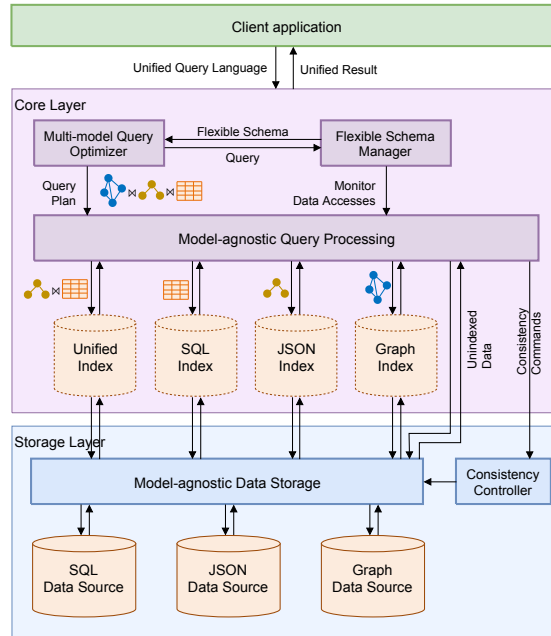 Client application
Unified Query Language
Unified Result
Core Layer
Multi-model Query
Optimizer
Flexible Schema
Query
Flexible Schema
Manager
Query
Plan
Monitor
Data Accesses
Model-agnostic Query Processing
Unified
Index
SQL
Index
JSON
Index
Graph
Index
Unindexed
Data
Consistency
Commands
Storage Layer
Model-agnostic Data Storage
Consistency
Controller
SQL
Data Source
JSON
Data Source
Graph
Data Source